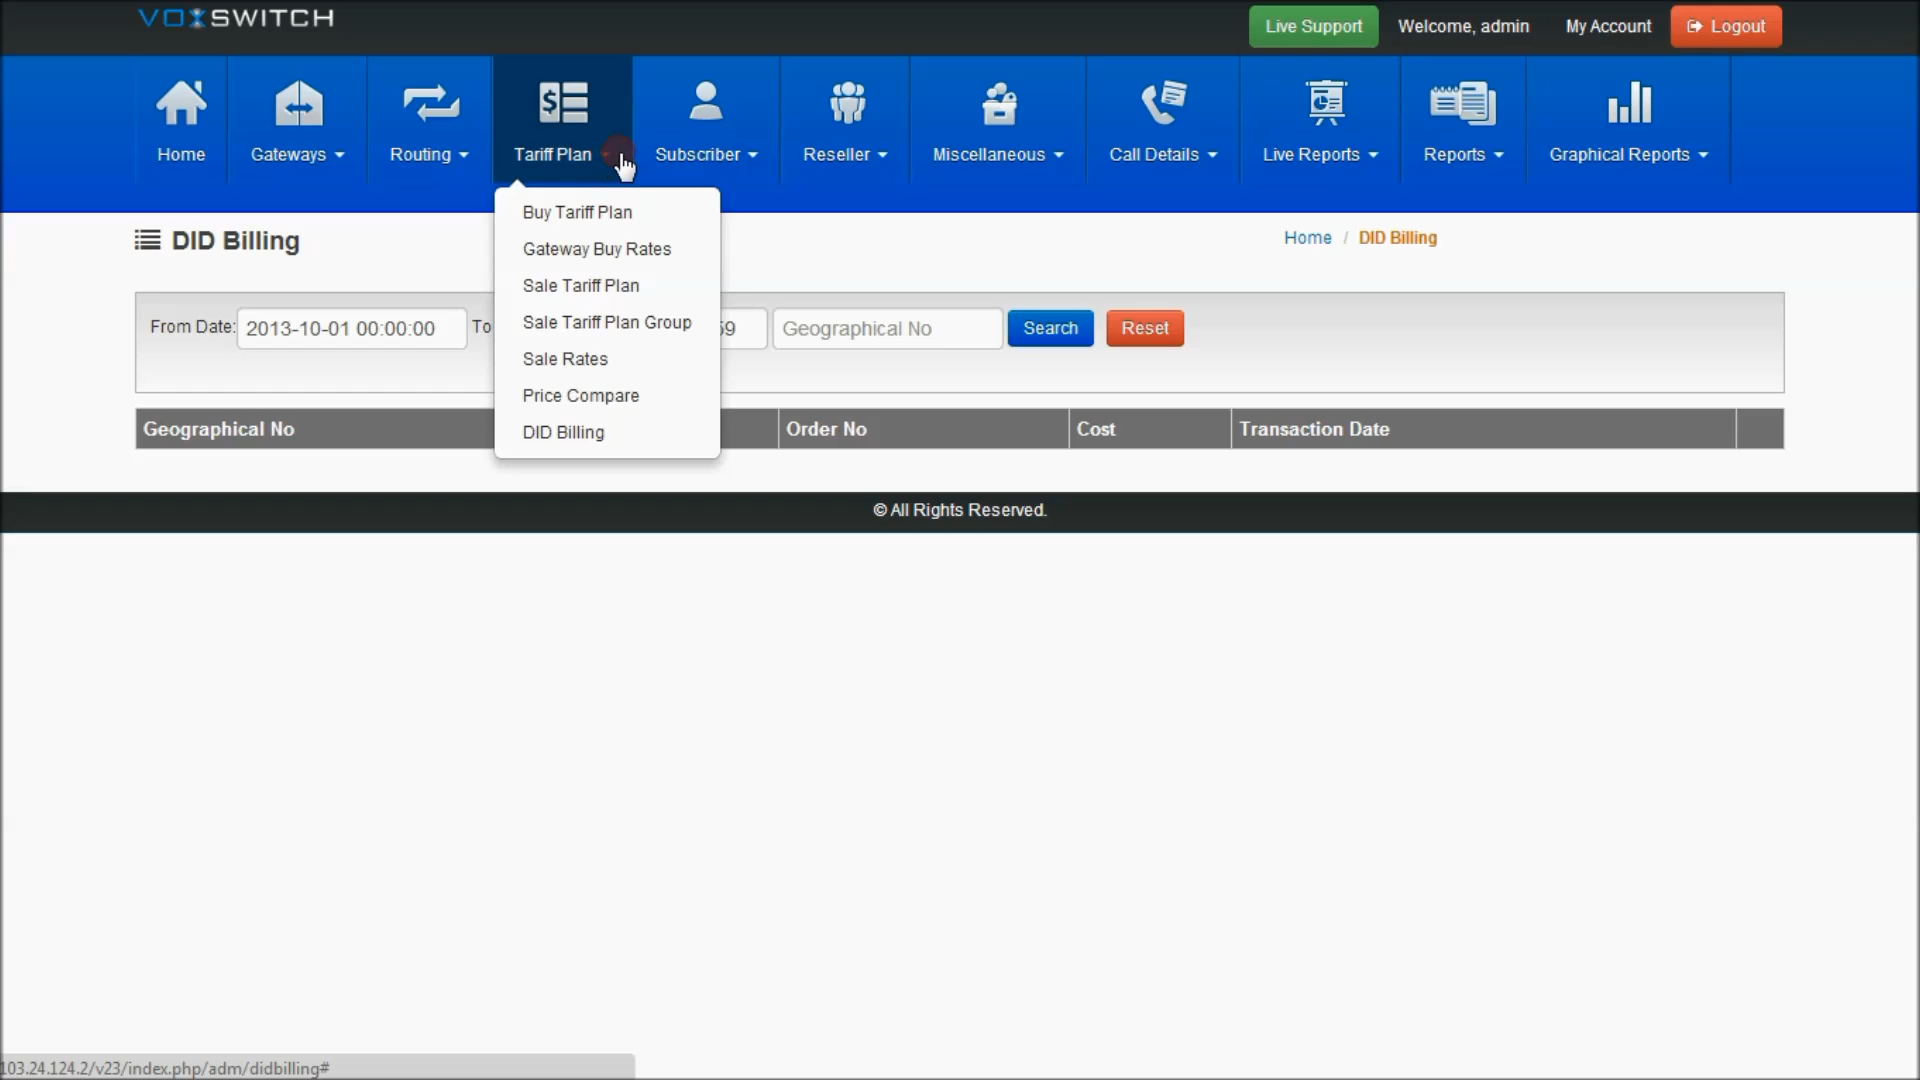 VOXSWITCH
Live Support
Welcome, admin
My Account
Logout
Home
Gateways
Routing
Tariff Plan
Subscriber
Reseller
Miscellaneous
Call Details
Live Reports
Reports
Graphical Reports
Buy Tariff Plan
Gateway Buy Rates
Sale Tariff Plan
Sale Tariff Plan Group
Sale Rates
Price Compare
DID Billing
DID Billing
Home / DID Billing
From Date: 2013-10-01 00:00:00 To 59 Geographical No Search Reset
Geographical No Order No Cost Transaction Date
© All Rights Reserved.
103.24.124.2/v23/index.php/adm/didbilling#